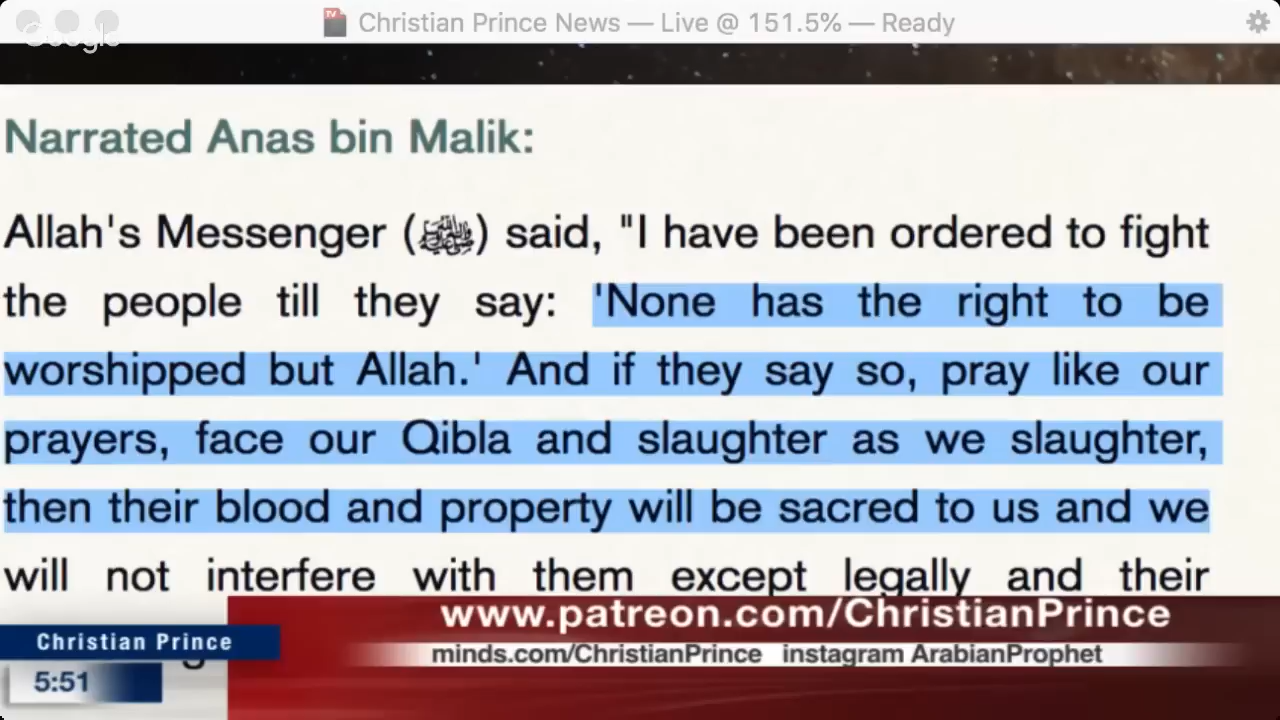 TV Christian Prince News — Live @ 151.5% — Ready
Google
Narrated Anas bin Malik:
Allah's Messenger (ﷺ) said, "I have been ordered to fight
the people till they say: 'None has the right to be
worshipped but Allah.' And if they say so, pray like our
prayers, face our Qibla and slaughter as we slaughter,
then their blood and property will be sacred to us and we
will not interfere with them except legally and their
www.patreon.com/ChristianPrince
Christian Prince
minds.com/ChristianPrince instagram ArabianProphet
5:51